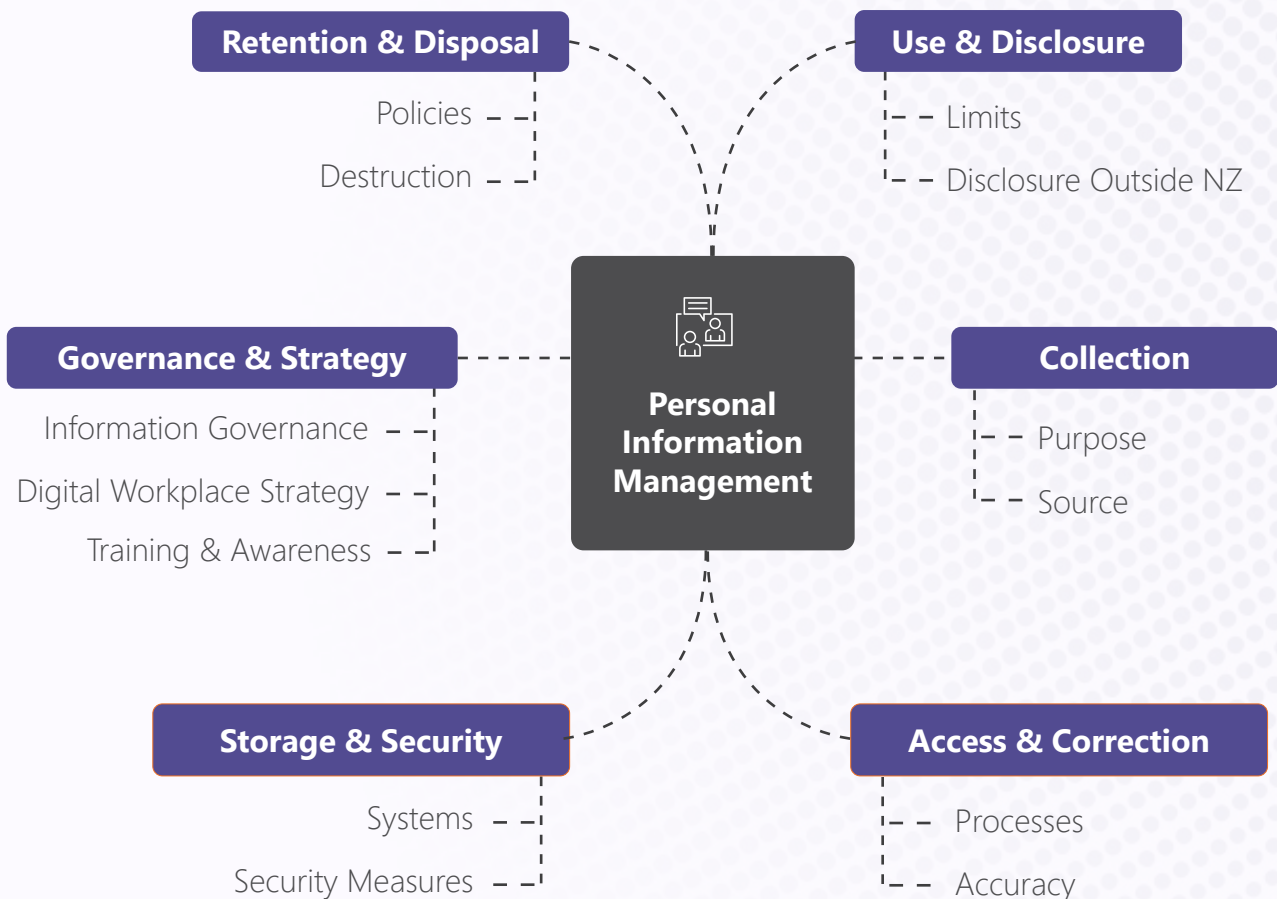 Retention & Disposal
Policies
Destruction
Use & Disclosure
Limits
Disclosure Outside NZ
Governance & Strategy
Information Governance
Digital Workplace Strategy
Training & Awareness
Personal
Information
Management
Collection
Purpose
Source
Storage & Security
Systems
Security Measures
Access & Correction
Processes
Accuracy